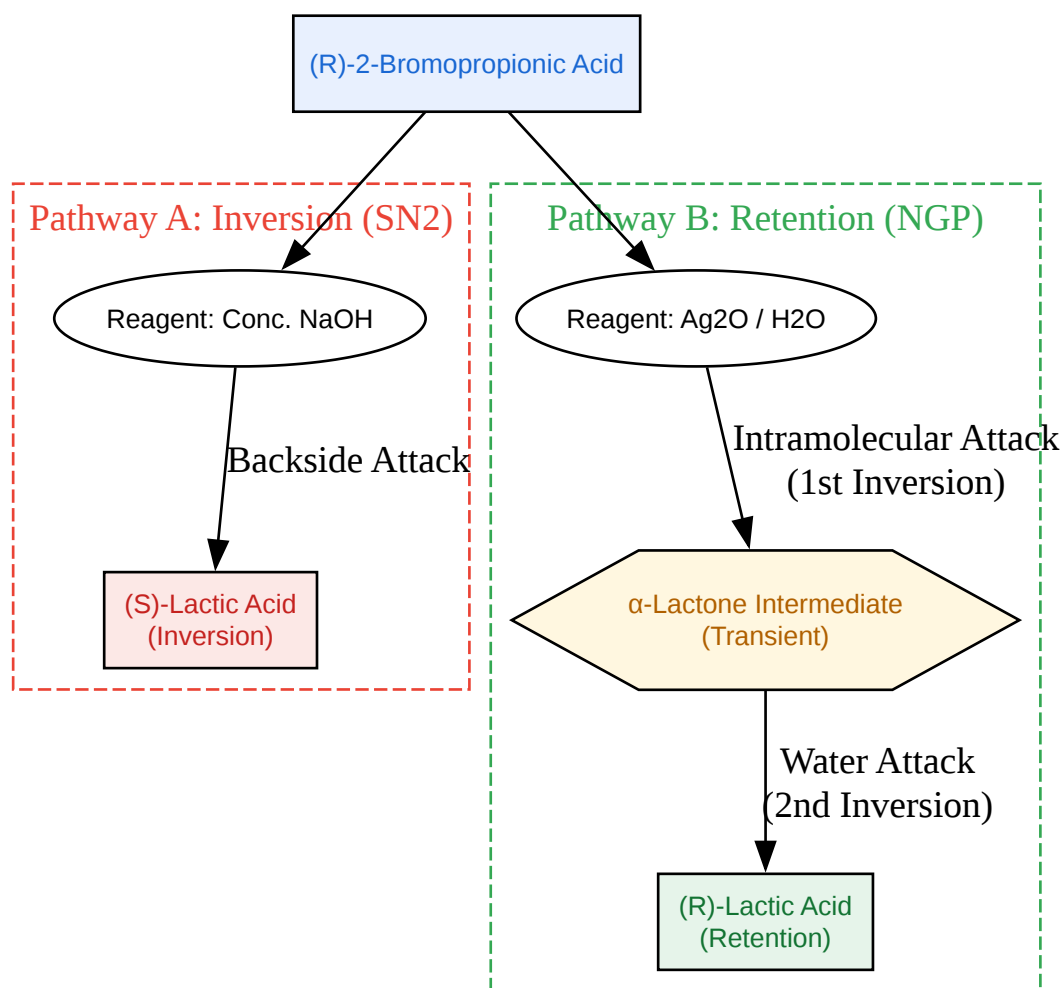 (R)-2-Bromopropionic Acid
Pathway A: Inversion (SN2)
Pathway B: Retention (NGP)
Reagent: Conc. NaOH
Reagent: Ag2O / H2O
Backside Attack
Intramolecular Attack
(1st Inversion)
(S)-Lactic Acid
(Inversion)
α-Lactone Intermediate
(Transient)
Water Attack
(2nd Inversion)
(R)-Lactic Acid
(Retention)